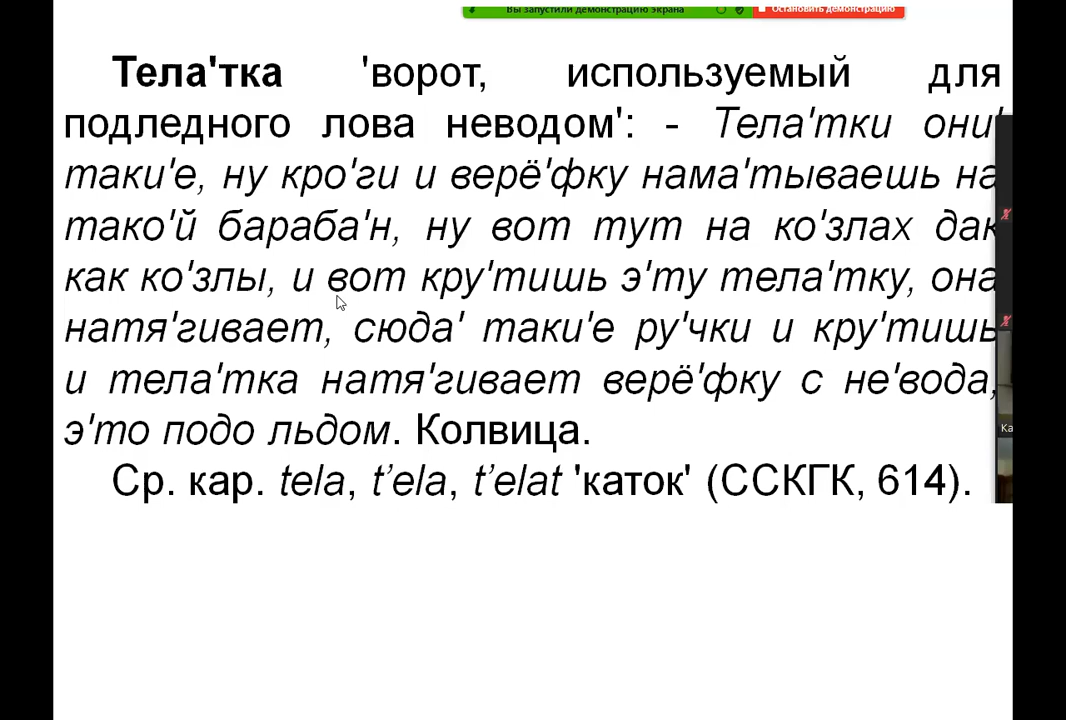 Вы запустили демонстрацию экрана Остановить демонстрацию
Тела'тка 'ворот, используемый для
подледного лова неводом': - Тела'тки они'
таки'е, ну кро'ги и верё'фку нама'тываешь на
тако'й бараба'н, ну вот тут на ко'злах дак
как ко'злы, и вот кру'тишь э'ту тела'тку, она
натя'гивает, сюда' таки'е ру'чки и кру'тишь
и тела'тка натя'гивает верё'фку с не'вода,
э'то подо льдом. Колвица.
Ка
Ср. кар. tela, t’ela, t’elat 'каток' (ССКГК, 614).